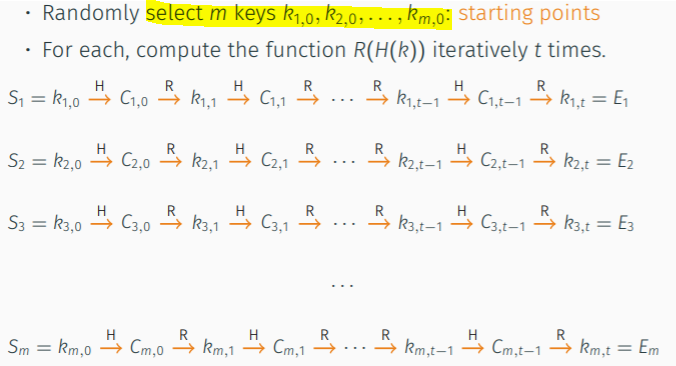 · Randomly select m keys k₁,₀, k₂,₀, . . . , kₘ,₀: starting points
· For each, compute the function R(H(k)) iteratively t times.
S₁ = k₁,₀ →ᴴ C₁,₀ →ᴿ k₁,₁ →ᴴ C₁,₁ →ᴿ · · · →ᴿ k₁,ₜ₋₁ →ᴴ C₁,ₜ₋₁ →ᴿ k₁,ₜ = E₁
S₂ = k₂,₀ →ᴴ C₂,₀ →ᴿ k₂,₁ →ᴴ C₂,₁ →ᴿ · · · →ᴿ k₂,ₜ₋₁ →ᴴ C₂,ₜ₋₁ →ᴿ k₂,ₜ = E₂
S₃ = k₃,₀ →ᴴ C₃,₀ →ᴿ k₃,₁ →ᴴ C₃,₁ →ᴿ · · · →ᴿ k₃,ₜ₋₁ →ᴴ C₃,ₜ₋₁ →ᴿ k₃,ₜ = E₃
· · ·
Sₘ = kₘ,₀ →ᴴ Cₘ,₀ →ᴿ kₘ,₁ →ᴴ Cₘ,₁ →ᴿ · · · →ᴿ kₘ,ₜ₋₁ →ᴴ Cₘ,ₜ₋₁ →ᴿ kₘ,ₜ = Eₘ